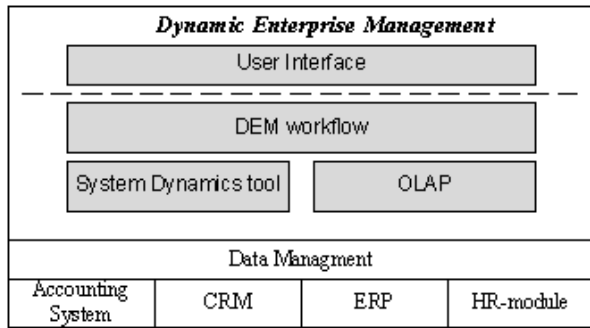 Dynamic Enterprise Management
User Interface
DEM workflow
System Dynamics tool
OLAP
Data Managment
Accounting
System
CRM
ERP
HR-module